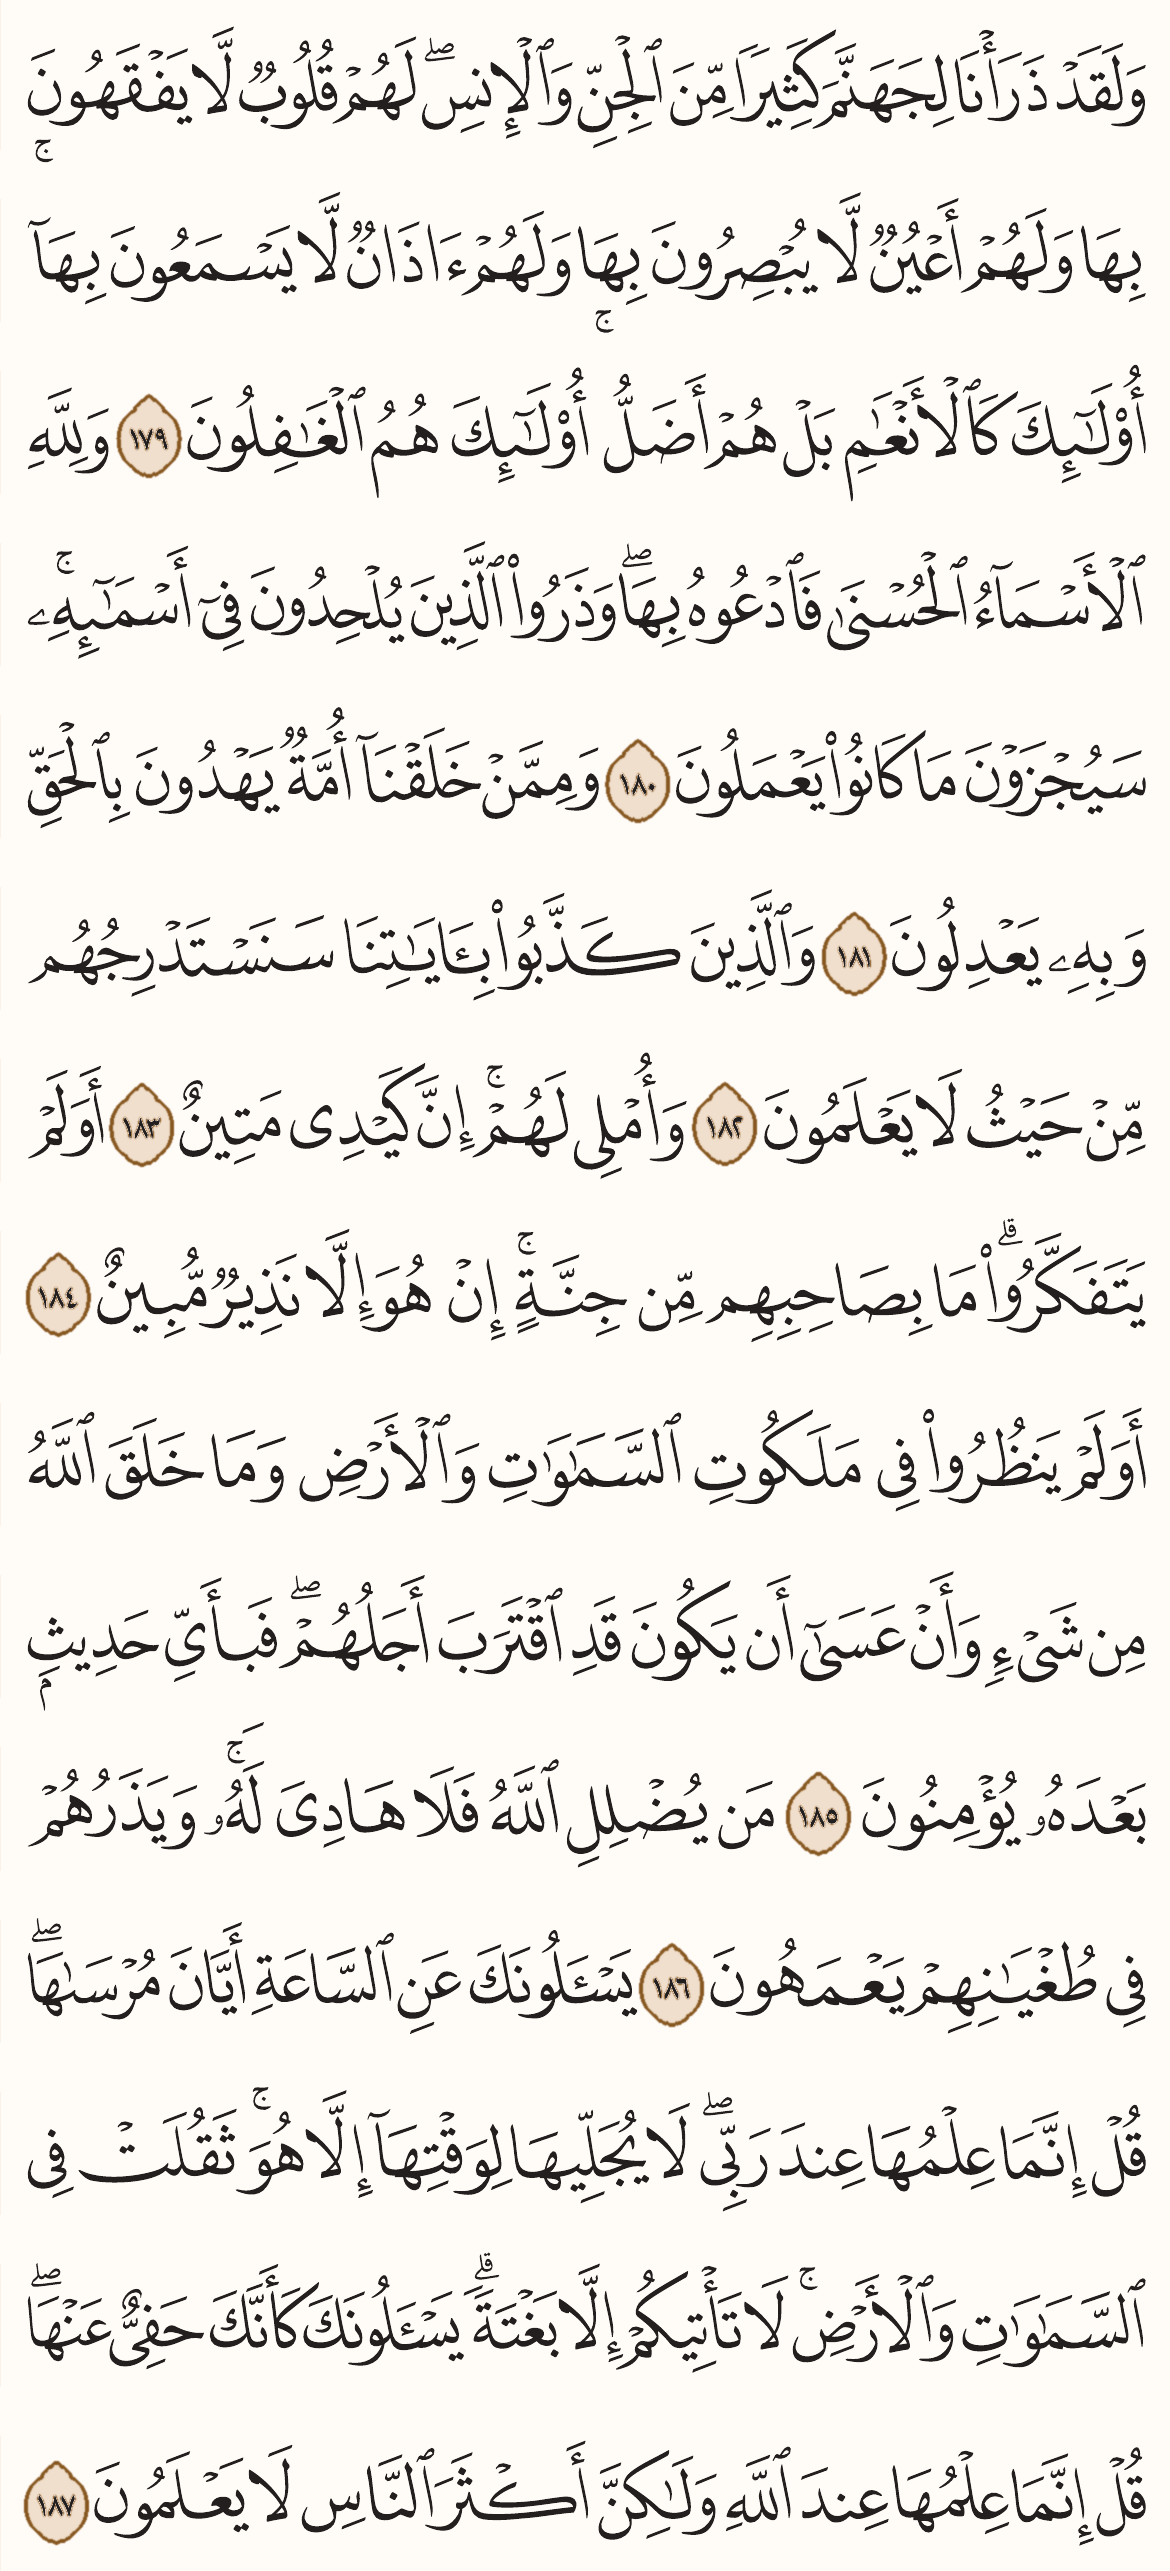 وَلَقَدْ ذَرَأْنَا لِجَهَنَّمَ كَثِيرًا مِّنَ ٱلْجِنِّ وَٱلْإِنسِ ۖ لَهُمْ قُلُوبٌ لَّا يَفْقَهُونَ
بِهَا وَلَهُمْ أَعْيُنٌ لَّا يُبْصِرُونَ بِهَا وَلَهُمْ ءَاذَانٌ لَّا يَسْمَعُونَ بِهَآ ۚ
أُو۟لَـٰٓئِكَ كَٱلْأَنْعَـٰمِ بَلْ هُمْ أَضَلُّ ۚ أُو۟لَـٰٓئِكَ هُمُ ٱلْغَـٰفِلُونَ ١٧٩ وَلِلَّهِ
ٱلْأَسْمَآءُ ٱلْحُسْنَىٰ فَٱدْعُوهُ بِهَا ۖ وَذَرُوا۟ ٱلَّذِينَ يُلْحِدُونَ فِىٓ أَسْمَـٰٓئِهِۦ ۚ
سَيُجْزَوْنَ مَا كَانُوا۟ يَعْمَلُونَ ١٨٠ وَمِمَّنْ خَلَقْنَآ أُمَّةٌ يَهْدُونَ بِٱلْحَقِّ
وَبِهِۦ يَعْدِلُونَ ١٨١ وَٱلَّذِينَ كَذَّبُوا۟ بِـَٔايَـٰتِنَا سَنَسْتَدْرِجُهُم
مِّنْ حَيْثُ لَا يَعْلَمُونَ ١٨٢ وَأُمْلِى لَهُمْ ۚ إِنَّ كَيْدِى مَتِينٌ ١٨٣ أَوَلَمْ
يَتَفَكَّرُوا۟ ۗ مَا بِصَاحِبِهِم مِّن جِنَّةٍ ۚ إِنْ هُوَ إِلَّا نَذِيرٌ مُّبِينٌ ١٨٤
أَوَلَمْ يَنظُرُوا۟ فِى مَلَكُوتِ ٱلسَّمَـٰوَٰتِ وَٱلْأَرْضِ وَمَا خَلَقَ ٱللَّهُ
مِن شَىْءٍ وَأَنْ عَسَىٰٓ أَن يَكُونَ قَدِ ٱقْتَرَبَ أَجَلُهُمْ ۖ فَبِأَىِّ حَدِيثٍۭ
بَعْدَهُۥ يُؤْمِنُونَ ١٨٥ مَن يُضْلِلِ ٱللَّهُ فَلَا هَادِىَ لَهُۥ ۚ وَيَذَرُهُمْ
فِى طُغْيَـٰنِهِمْ يَعْمَهُونَ ١٨٦ يَسْـَٔلُونَكَ عَنِ ٱلسَّاعَةِ أَيَّانَ مُرْسَىٰهَا ۖ
قُلْ إِنَّمَا عِلْمُهَا عِندَ رَبِّى ۖ لَا يُجَلِّيهَا لِوَقْتِهَآ إِلَّا هُوَ ۚ ثَقُلَتْ فِى
ٱلسَّمَـٰوَٰتِ وَٱلْأَرْضِ ۚ لَا تَأْتِيكُمْ إِلَّا بَغْتَةً ۗ يَسْـَٔلُونَكَ كَأَنَّكَ حَفِىٌّ عَنْهَا ۖ
قُلْ إِنَّمَا عِلْمُهَا عِندَ ٱللَّهِ وَلَـٰكِنَّ أَكْثَرَ ٱلنَّاسِ لَا يَعْلَمُونَ ١٨٧